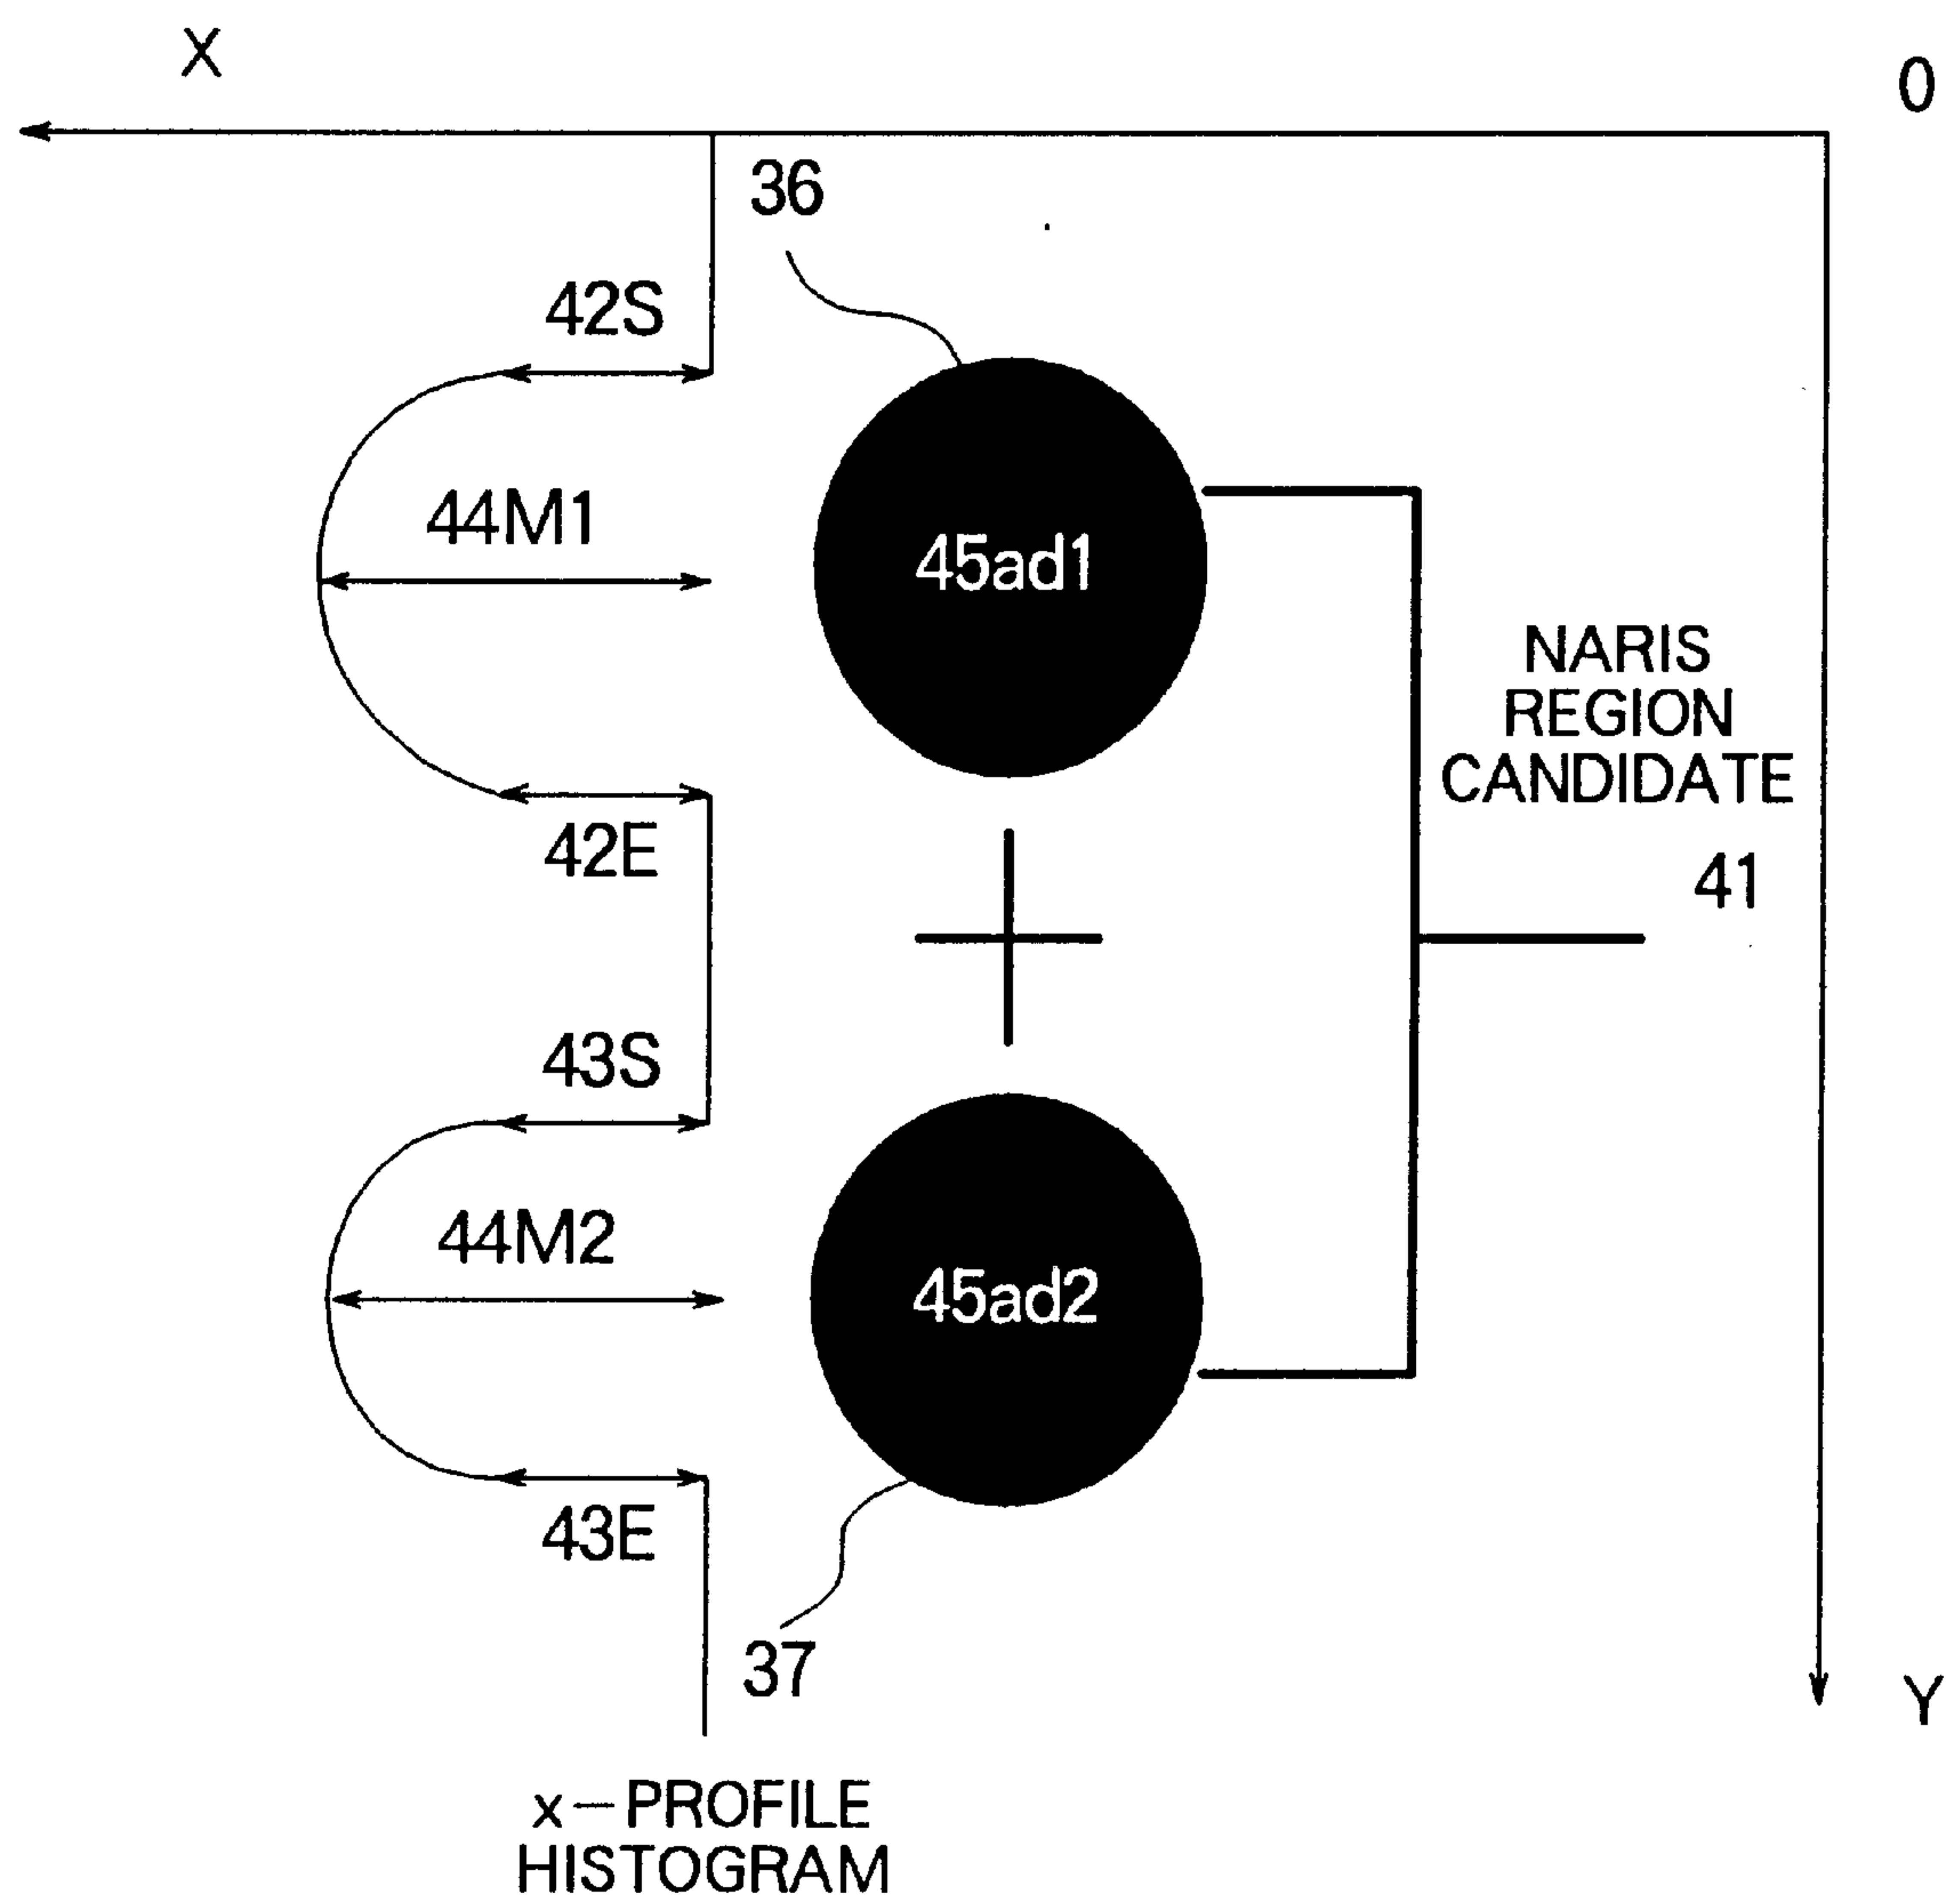 X
0
36
42S
44M1
45ad1
NARIS
REGION
CANDIDATE
42E
41
43S
44M2
45ad2
43E
37
Y
x-PROFILE
HISTOGRAM